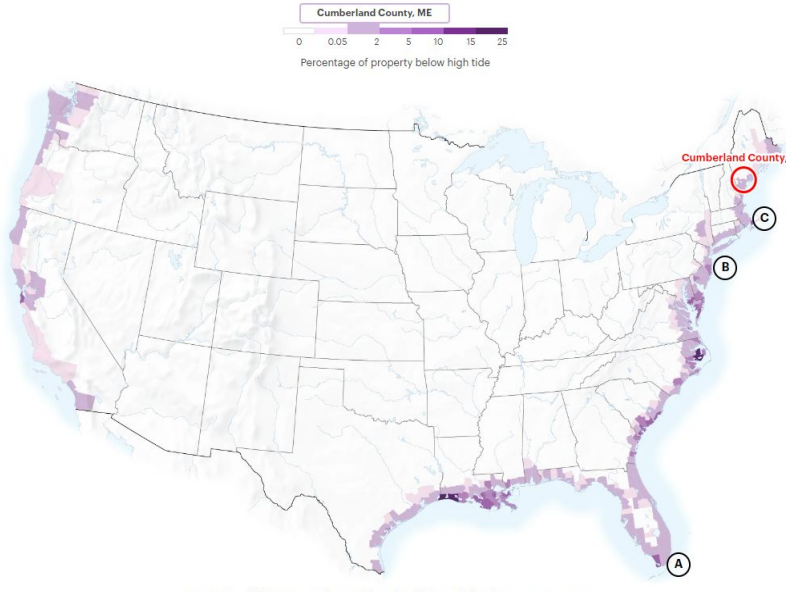 Cumberland County, ME
0 0.05 2 5 10 15 25
Percentage of property below high tide
Cumberland County,
C
B
A